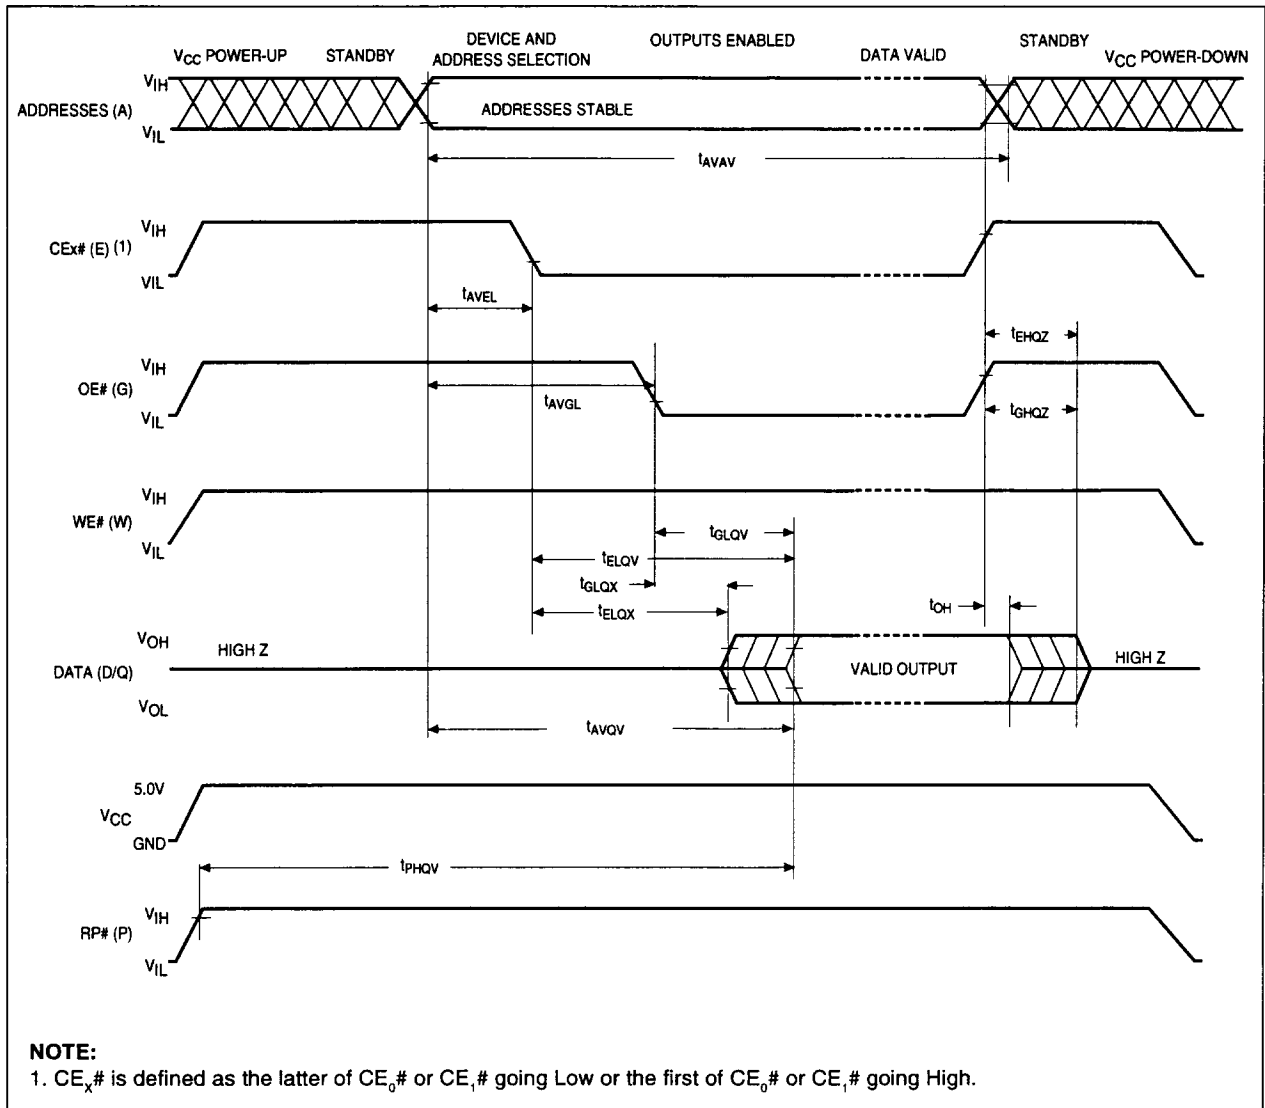 VCC POWER-UP STANDBY DEVICE AND ADDRESS SELECTION OUTPUTS ENABLED DATA VALID STANDBY VCC POWER-DOWN
VIH
ADDRESSES (A)
ADDRESSES STABLE
VIL
tAVAV
VIH
CEx# (E) (1)
VIL
tAVEL
tEHQZ
VIH
OE# (G)
tAVGL
tGHQZ
VIL
VIH
WE# (W)
tGLQV
VIL
tELQV
tGLQX
tELQX
tOH
VOH
HIGH Z
DATA (D/Q)
VALID OUTPUT
HIGH Z
VOL
tAVQV
5.0V
VCC
GND
tPHQV
VIH
RP# (P)
VIL
NOTE:
1. CEx# is defined as the latter of CE0# or CE1# going Low or the first of CE0# or CE1# going High.